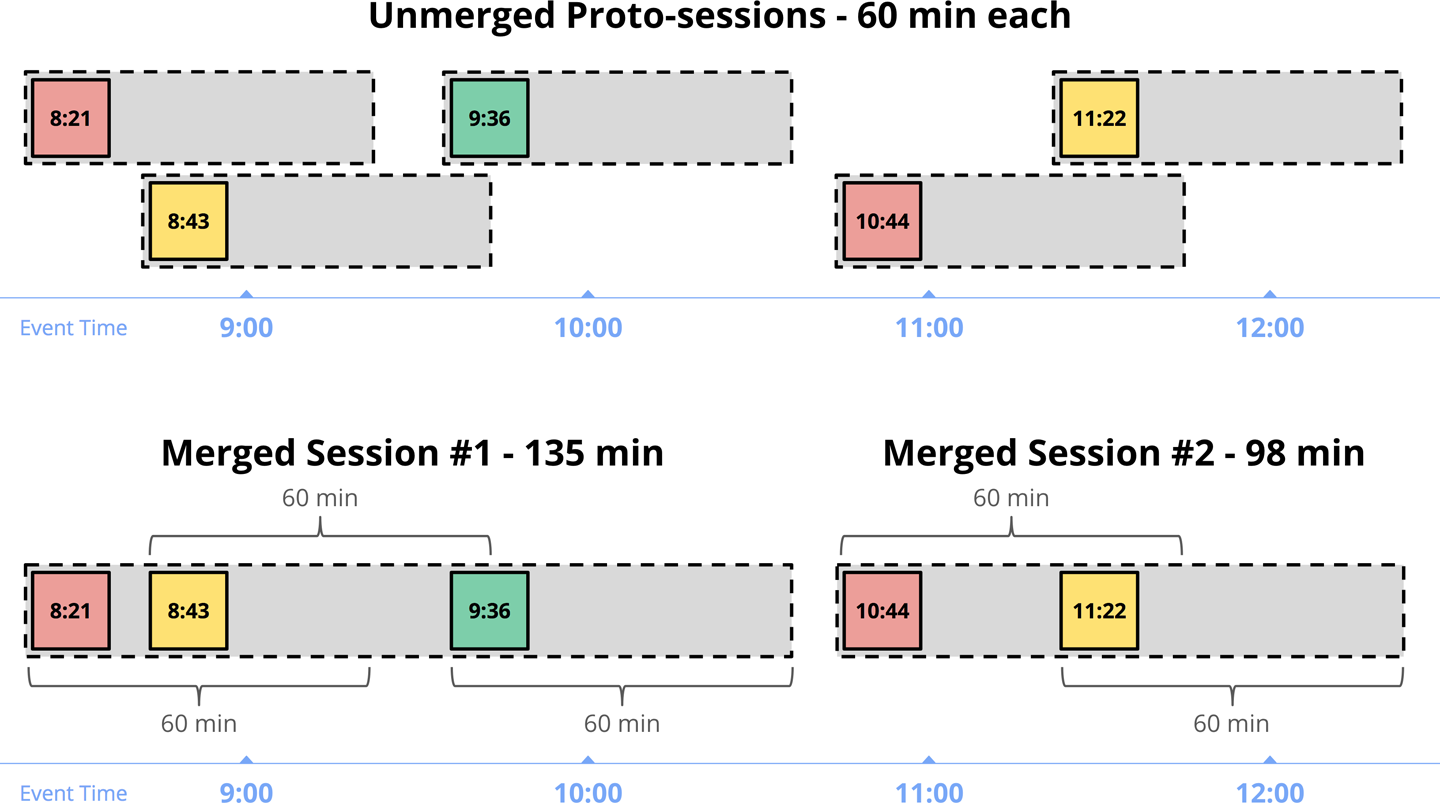 Unmerged Proto-sessions - 60 min each
8:21
9:36
11:22
8:43
10:44
Event Time 9:00 10:00 11:00 12:00
Merged Session #1 - 135 min
Merged Session #2 - 98 min
60 min
60 min
8:21
8:43
9:36
10:44
11:22
60 min
60 min
60 min
Event Time 9:00 10:00 11:00 12:00